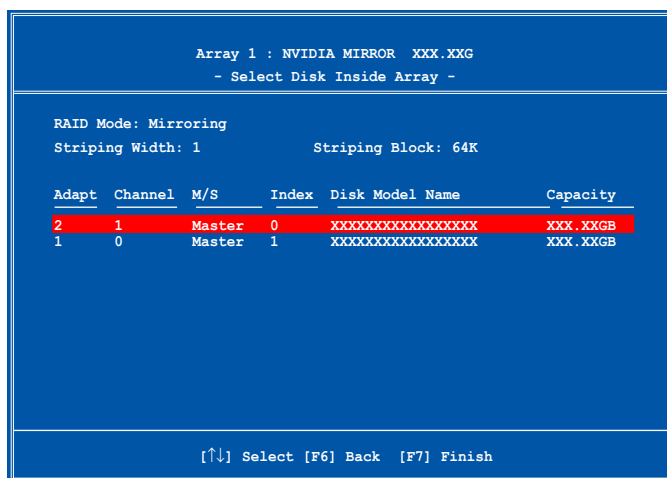 Array 1 : NVIDIA MIRROR XXX.XXG
- Select Disk Inside Array -
RAID Mode: Mirroring
Striping Width: 1 Striping Block: 64K
Adapt Channel M/S Index Disk Model Name Capacity
2 1 Master 0 XXXXXXXXXXXXXXXXX XXX.XXGB
1 0 Master 1 XXXXXXXXXXXXXXXXX XXX.XXGB
[↑↓] Select [F6] Back [F7] Finish